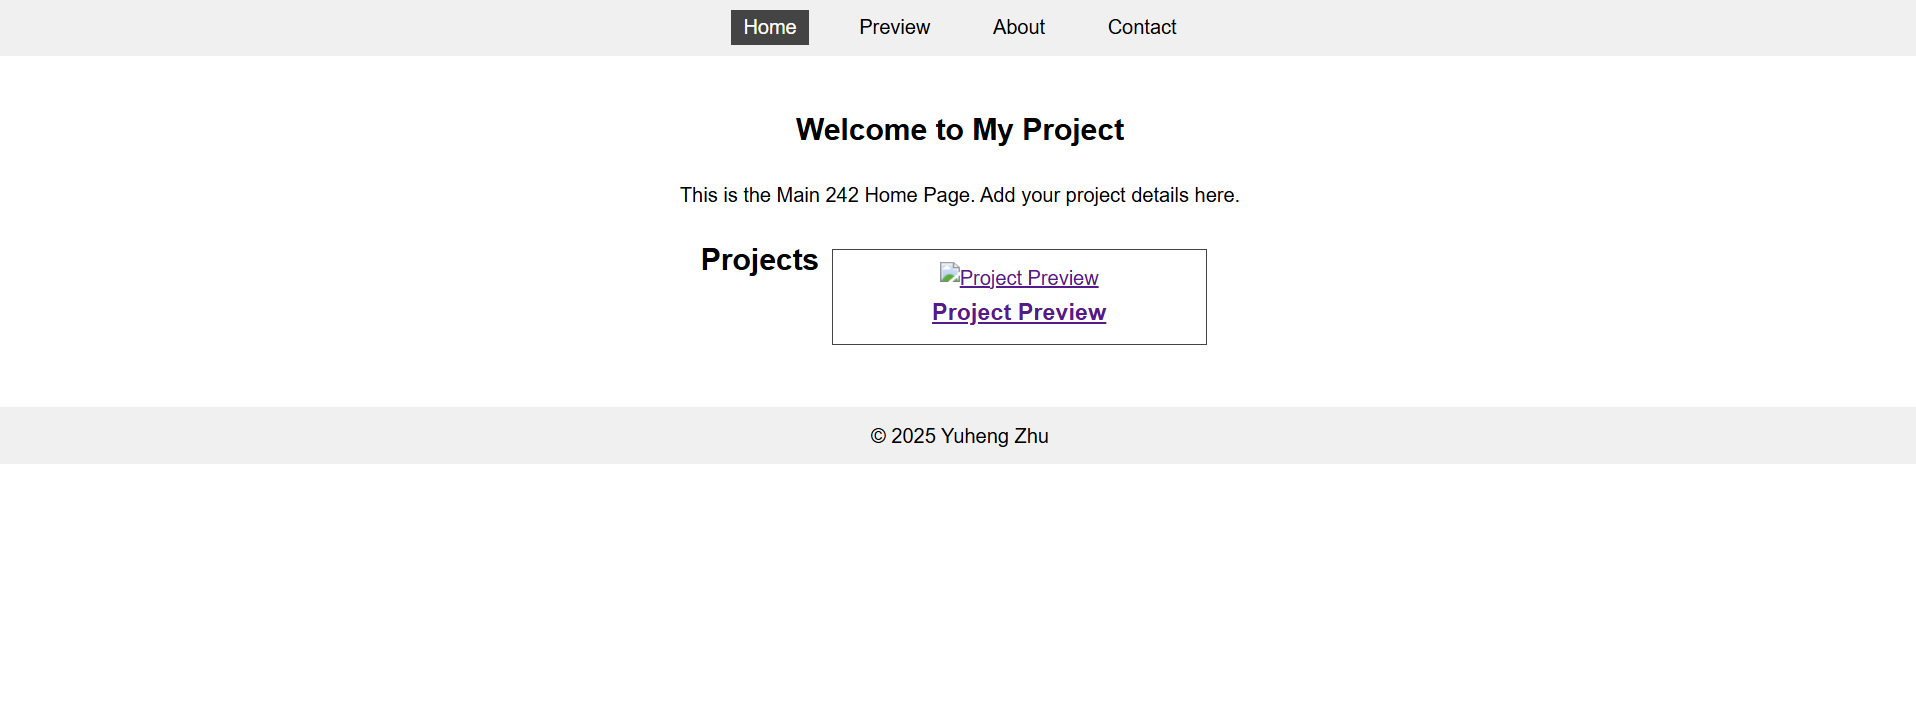 Home Preview About Contact
Welcome to My Project
This is the Main 242 Home Page. Add your project details here.
Projects
Project Preview
Project Preview
© 2025 Yuheng Zhu